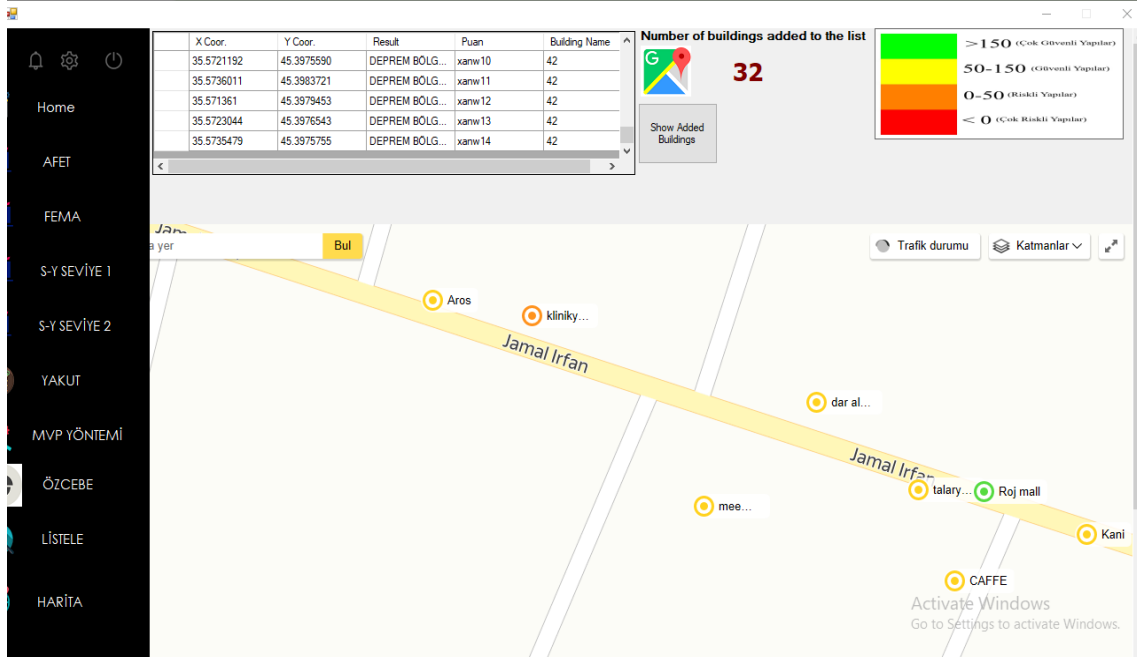 X Coor. Y Coor. Result Puan Building Name
35.5721192 45.3975590 DEPREM BÖLG... xanw10 42
35.5736011 45.3983721 DEPREM BÖLG... xanw11 42
35.571361 45.3979453 DEPREM BÖLG... xanw12 42
35.5723044 45.3976543 DEPREM BÖLG... xanw13 42
35.5735479 45.3975755 DEPREM BÖLG... xanw14 42
Number of buildings added to the list
G
32
Show Added
Buildings
>150 (Çok Güvenli Yapılar)
50-150 (Güvenli Yapılar)
0-50 (Riskli Yapılar)
< 0 (Çok Riskli Yapılar)
Home
AFET
FEMA
S-Y SEVİYE 1
S-Y SEVİYE 2
YAKUT
MVP YÖNTEMİ
ÖZCEBE
LİSTELE
HARİTA
a yer
Bul
Trafik durumu
Katmanlar
Aros
kliniky...
Jamal Irfan
dar al...
Jamal Irfan
talary...
Roj mall
mee...
Kani
CAFFE
Activate Windows
Go to Settings to activate Windows.